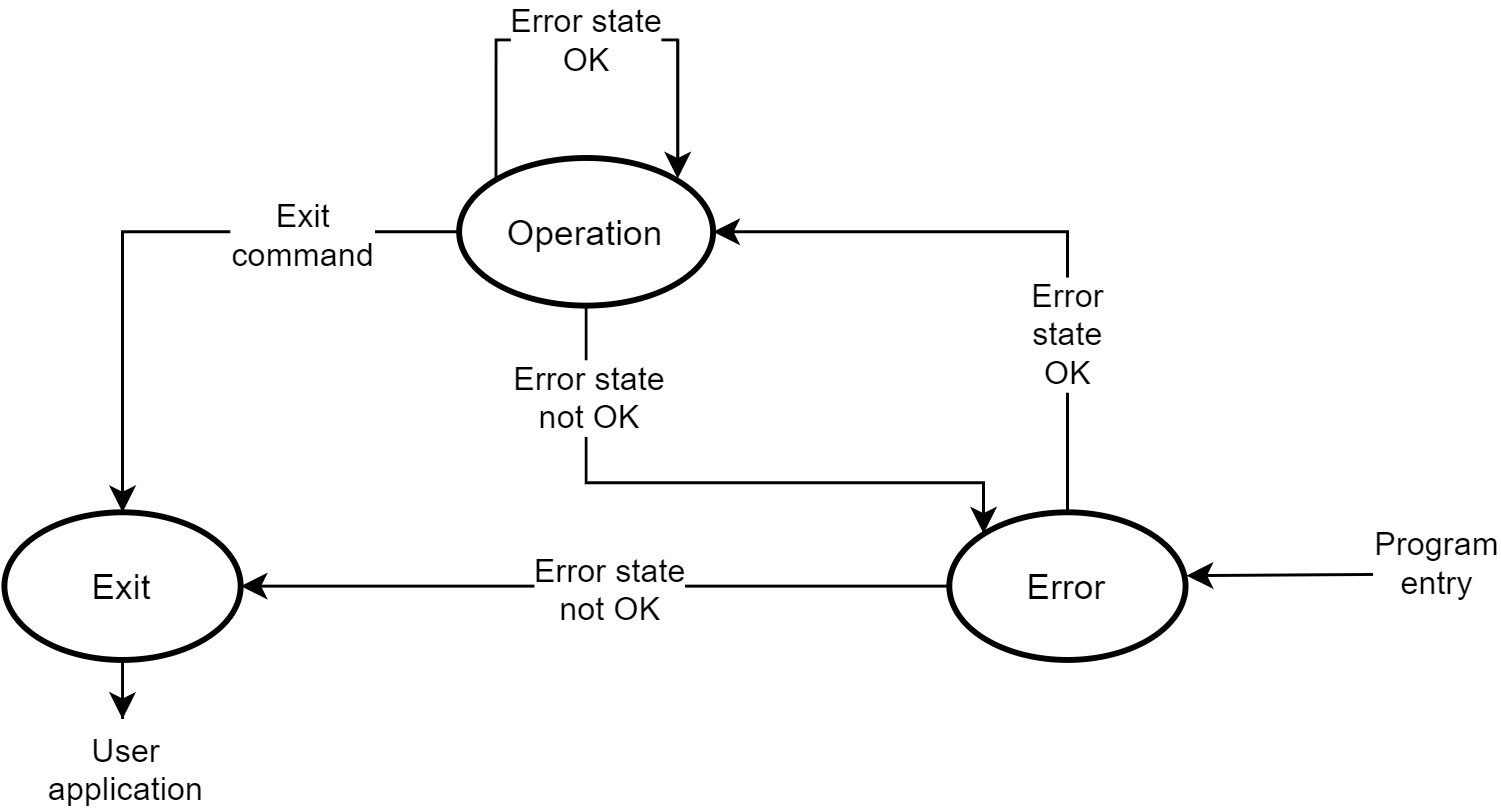 Error state
OK
Exit
command
Operation
Error
state
OK
Error state
not OK
Exit
Error state
not OK
Error
Program
entry
User
application